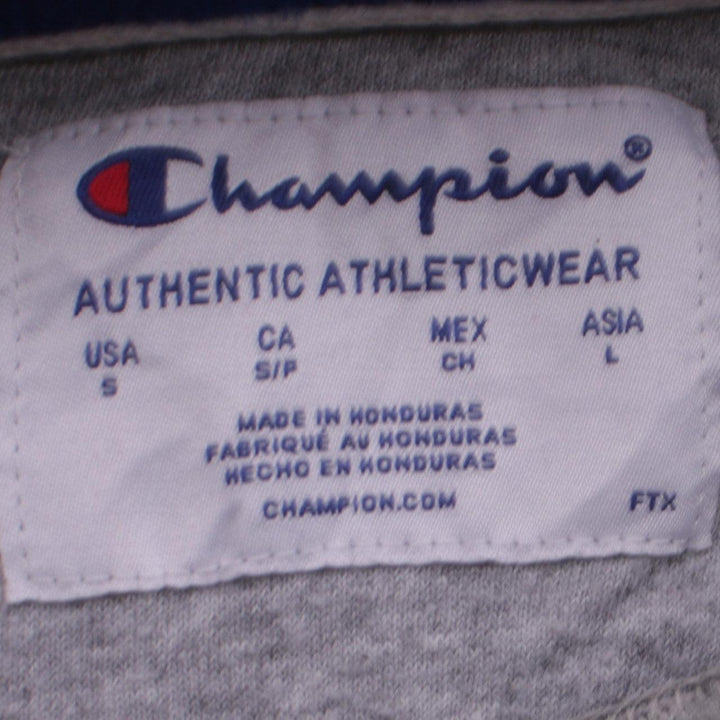 Champion®
AUTHENTIC ATHLETICWEAR
USA CA MEX ASIA
S S/P CH L
MADE IN HONDURAS
FABRIQUÉ AU HONDURAS
HECHO EN HONDURAS
CHAMPION.COM FTX